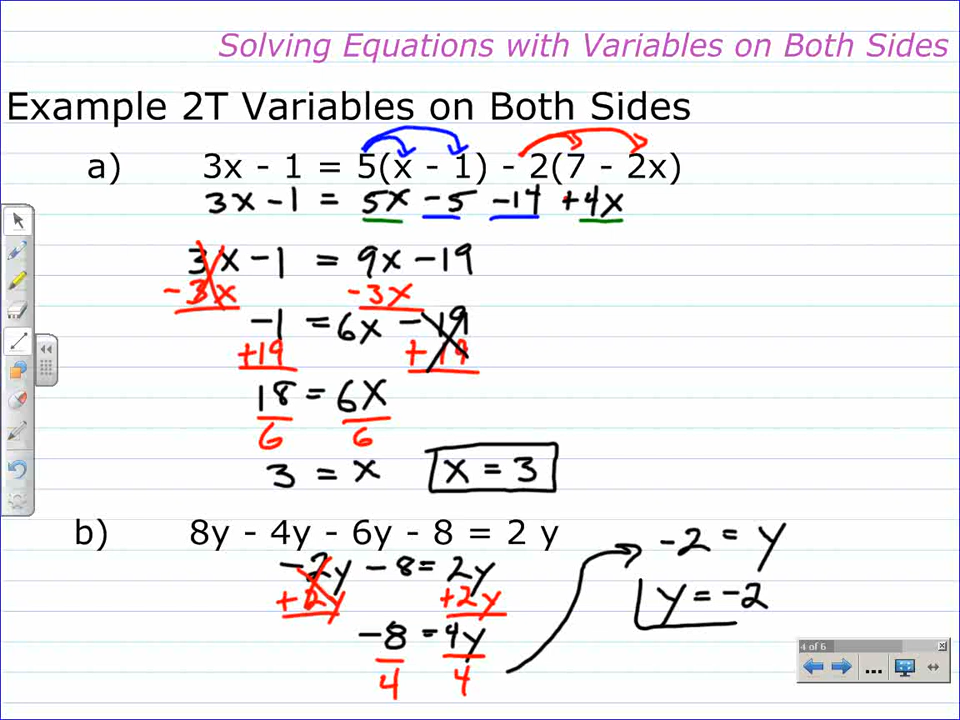 Solving Equations with Variables on Both Sides
Example 2T Variables on Both Sides
a) 3x - 1 = 5(x - 1) - 2(7 - 2x)
3x - 1 = 5x - 5 - 14 + 4x
3x - 1 = 9x - 19
- 3x - 3x
-1 = 6x - 19
+19 + 19
18 = 6x
6 6
3 = x x = 3
b) 8y - 4y - 6y - 8 = 2 y
-2y - 8 = 2y
+ 2y +2y
-8 = 4y
4 4
-2 = y
y = -2
4 of 6